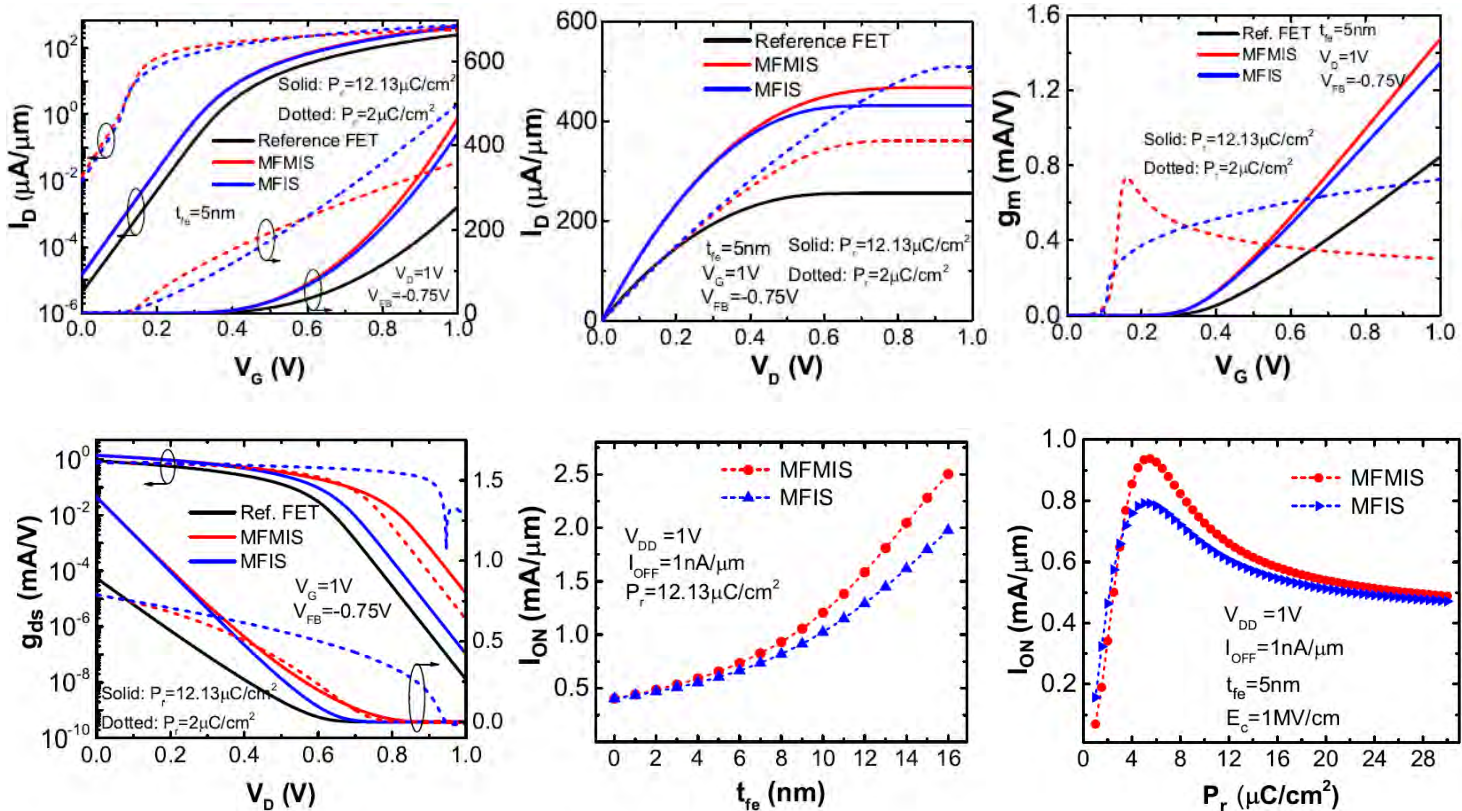 10²
10⁰
10⁻²
10⁻⁴
10⁻⁶
I_D (μA/μm)
Solid: P_r=12.13μC/cm²
Dotted: P_r=2μC/cm²
Reference FET
MFMIS
MFIS
t_fe=5nm
V_D=1V
V_FB=-0.75V
600
400
200
0
0.0 0.2 0.4 0.6 0.8 1.0
V_G (V)
600
400
200
0
I_D (μA/μm)
Reference FET
MFMIS
MFIS
t_fe=5nm
V_G=1V
V_FB=-0.75V
Solid: P_r=12.13μC/cm²
Dotted: P_r=2μC/cm²
0.0 0.2 0.4 0.6 0.8 1.0
V_D (V)
1.6
1.2
0.8
0.4
0.0
g_m (mA/V)
Ref. FET
MFMIS
MFIS
t_fe=5nm
V_D=1V
V_FB=-0.75V
Solid: P_r=12.13μC/cm²
Dotted: P_r=2μC/cm²
0.0 0.2 0.4 0.6 0.8 1.0
V_G (V)
10⁰
10⁻²
10⁻⁴
10⁻⁶
10⁻⁸
10⁻¹⁰
g_ds (mA/V)
Ref. FET
MFMIS
MFIS
V_G=1V
V_FB=-0.75V
Solid: P_r=12.13μC/cm²
Dotted: P_r=2μC/cm²
1.5
1.0
0.5
0.0
0.0 0.2 0.4 0.6 0.8 1.0
V_D (V)
2.5
2.0
1.5
1.0
0.5
I_ON (mA/μm)
MFMIS
MFIS
V_DD=1V
I_OFF=1nA/μm
P_r=12.13μC/cm²
0 2 4 6 8 10 12 14 16
t_fe (nm)
1.0
0.8
0.6
0.4
0.2
I_ON (mA/μm)
MFMIS
MFIS
V_DD=1V
I_OFF=1nA/μm
t_fe=5nm
E_c=1MV/cm
0 4 8 12 16 20 24 28
P_r (μC/cm²)